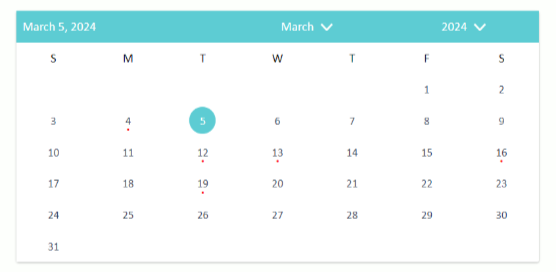 March 5, 2024 March 2024
S M T W T F S
1 2
3 4 5 6 7 8 9
10 11 12 13 14 15 16
17 18 19 20 21 22 23
24 25 26 27 28 29 30
31